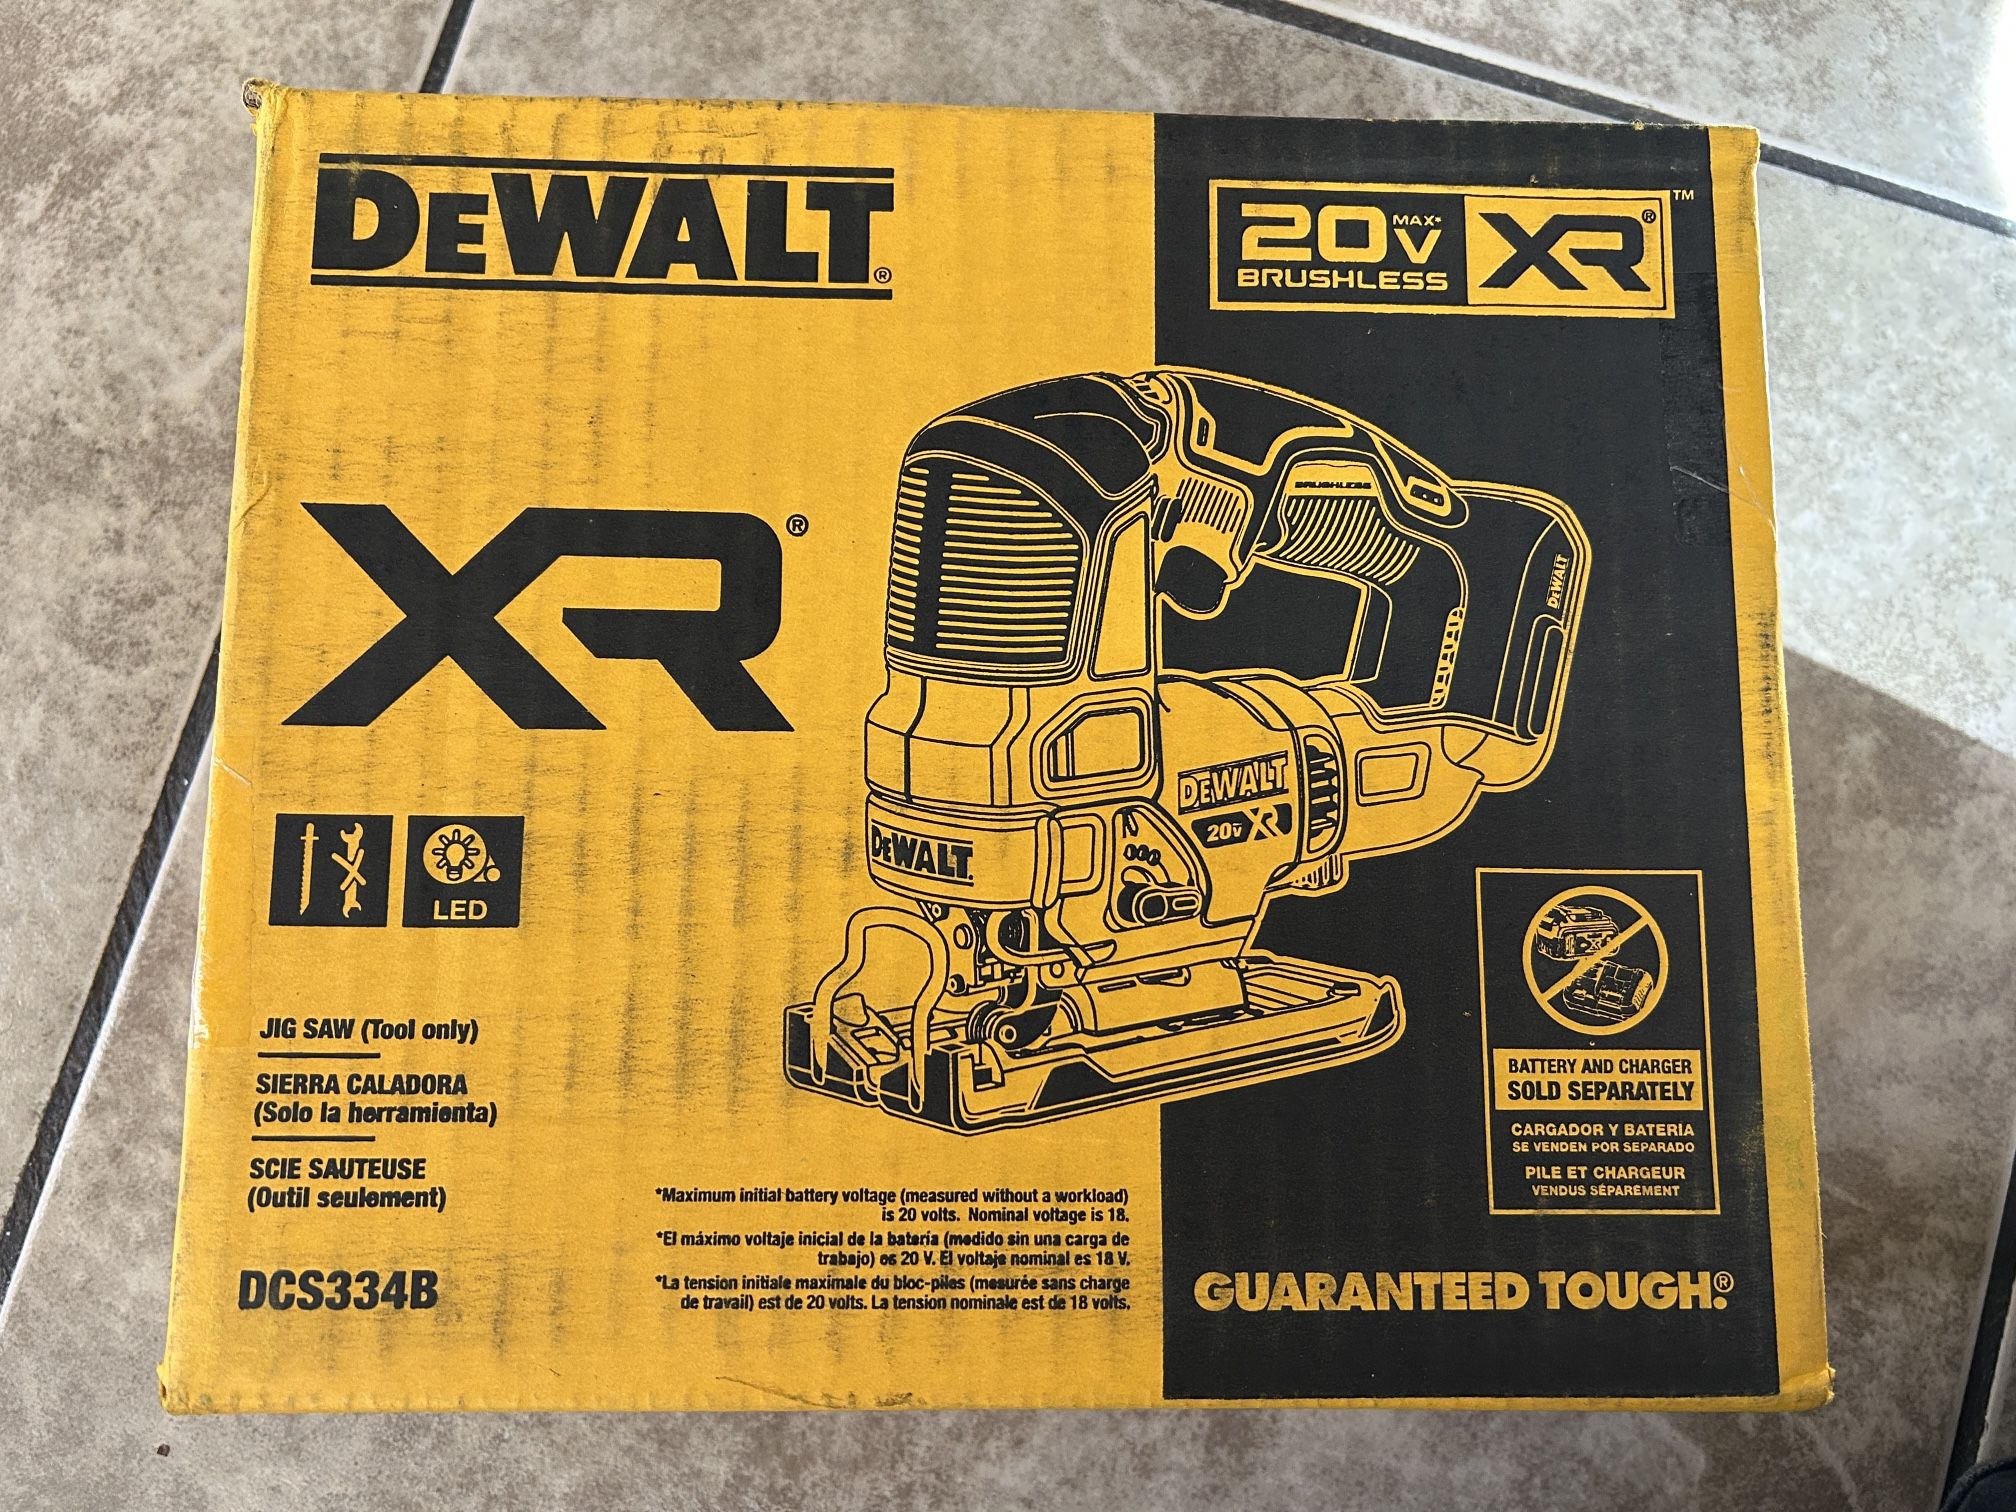 DEWALT®
20V MAX* XR® ™
BRUSHLESS
XR®
BRUSHLESS
DEWALT
DEWALT
20V XR
DEWALT.
LED
JIG SAW (Tool only)
SIERRA CALADORA
(Solo la herramienta)
SCIE SAUTEUSE
(Outil seulement)
DCS334B
*Maximum initial battery voltage (measured without a workload)
is 20 volts. Nominal voltage is 18.
*El máximo voltaje inicial de la batería (medido sin una carga de
trabajo) es 20 V. El voltaje nominal es 18 V.
*La tension initiale maximale du bloc-piles (mesurée sans charge
de travail) est de 20 volts. La tension nominale est de 18 volts.
XR
BATTERY AND CHARGER
SOLD SEPARATELY
CARGADOR Y BATERIA
SE VENDEN POR SEPARADO
PILE ET CHARGEUR
VENDUS SÉPARÉMENT
GUARANTEED TOUGH.®